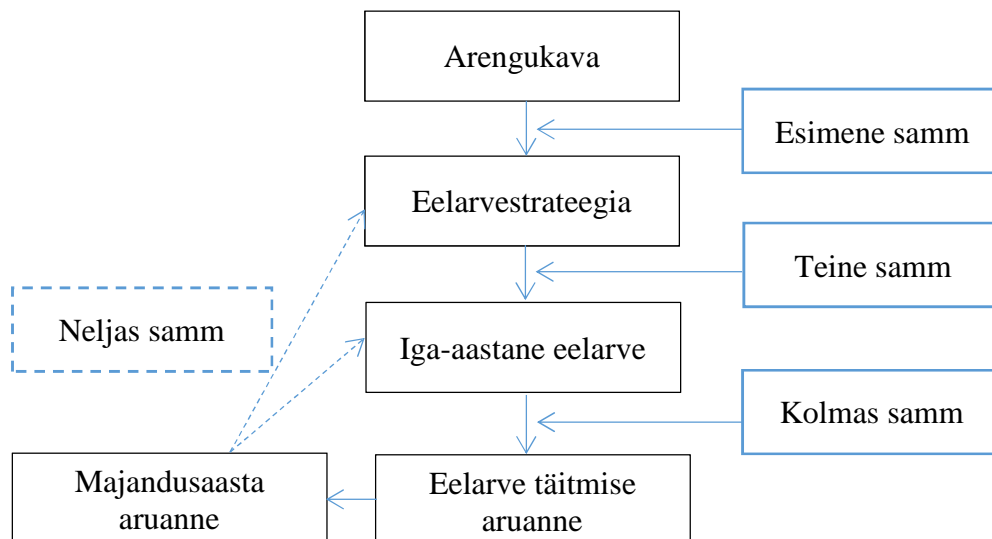 Arengukava
Esimene samm
Eelarvestrateegia
Teine samm
Neljas samm
Iga-aastane eelarve
Kolmas samm
Majandusaasta
aruanne
Eelarve täitmise
aruanne